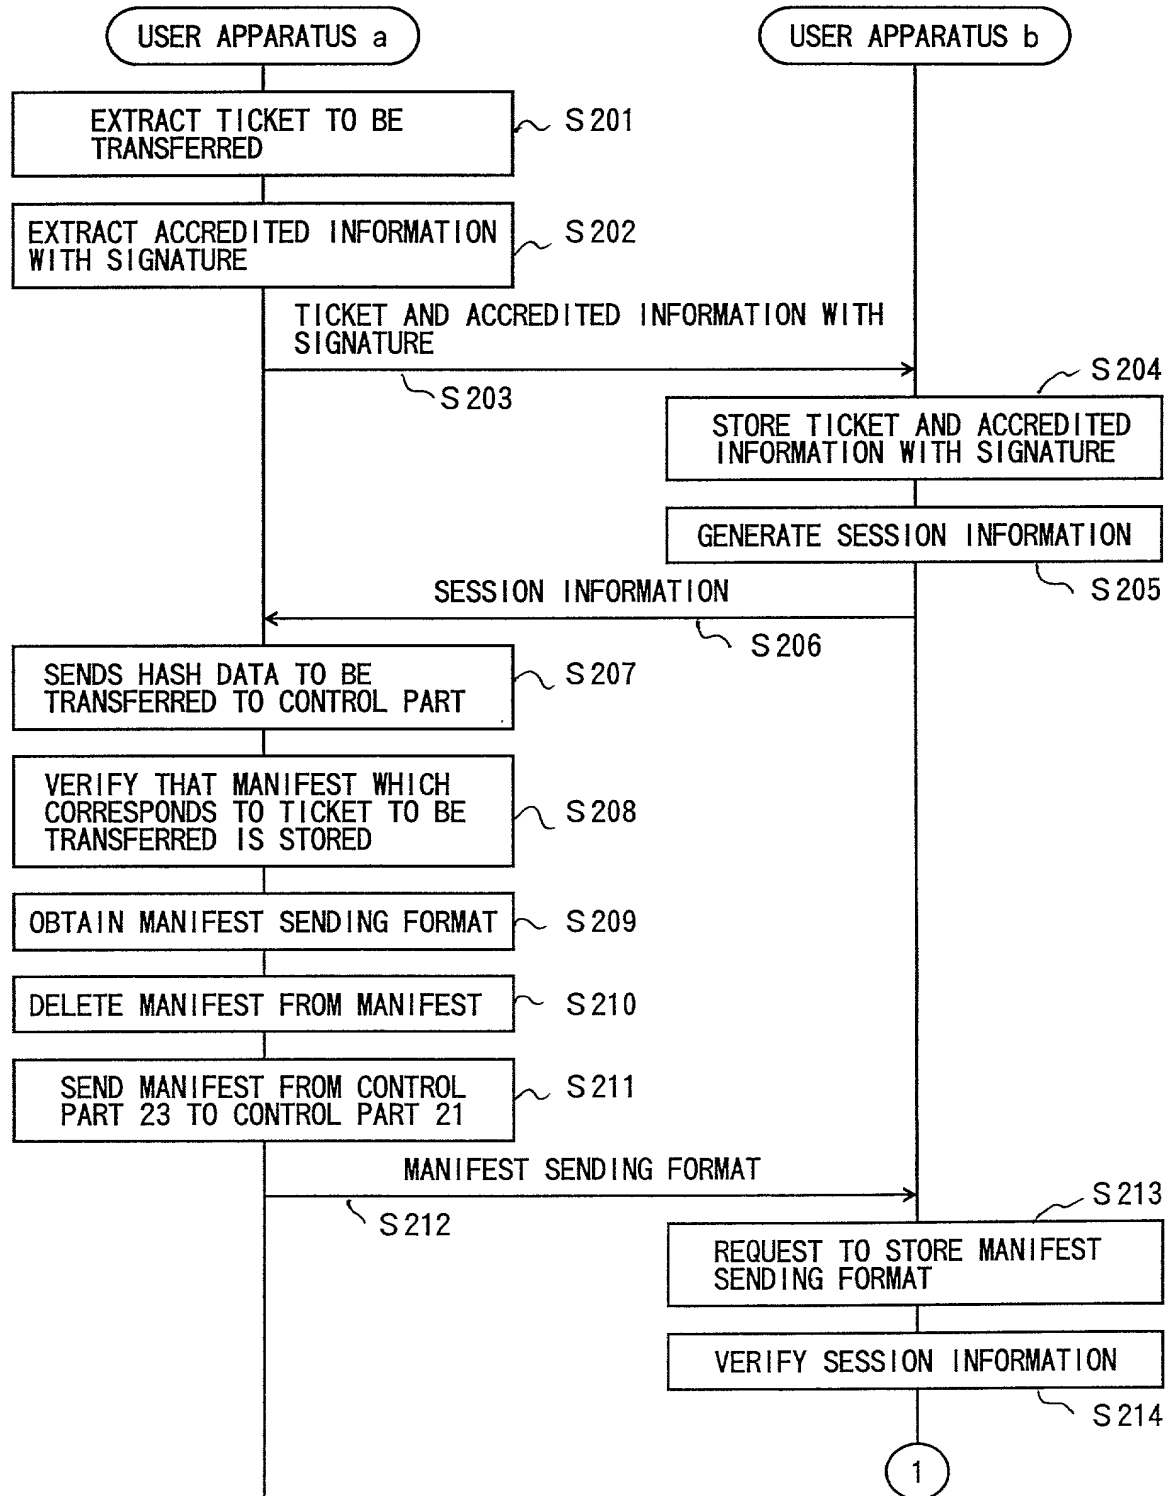 USER APPARATUS a
USER APPARATUS b
EXTRACT TICKET TO BE
TRANSFERRED
S201
EXTRACT ACCREDITED INFORMATION
WITH SIGNATURE
S202
TICKET AND ACCREDITED INFORMATION WITH
SIGNATURE
S203
S204
STORE TICKET AND ACCREDITED
INFORMATION WITH SIGNATURE
GENERATE SESSION INFORMATION
S205
SESSION INFORMATION
S206
SENDS HASH DATA TO BE
TRANSFERRED TO CONTROL PART
S207
VERIFY THAT MANIFEST WHICH
CORRESPONDS TO TICKET TO BE
TRANSFERRED IS STORED
S208
OBTAIN MANIFEST SENDING FORMAT
S209
DELETE MANIFEST FROM MANIFEST
S210
SEND MANIFEST FROM CONTROL
PART 23 TO CONTROL PART 21
S211
MANIFEST SENDING FORMAT
S212
S213
REQUEST TO STORE MANIFEST
SENDING FORMAT
VERIFY SESSION INFORMATION
S214
1